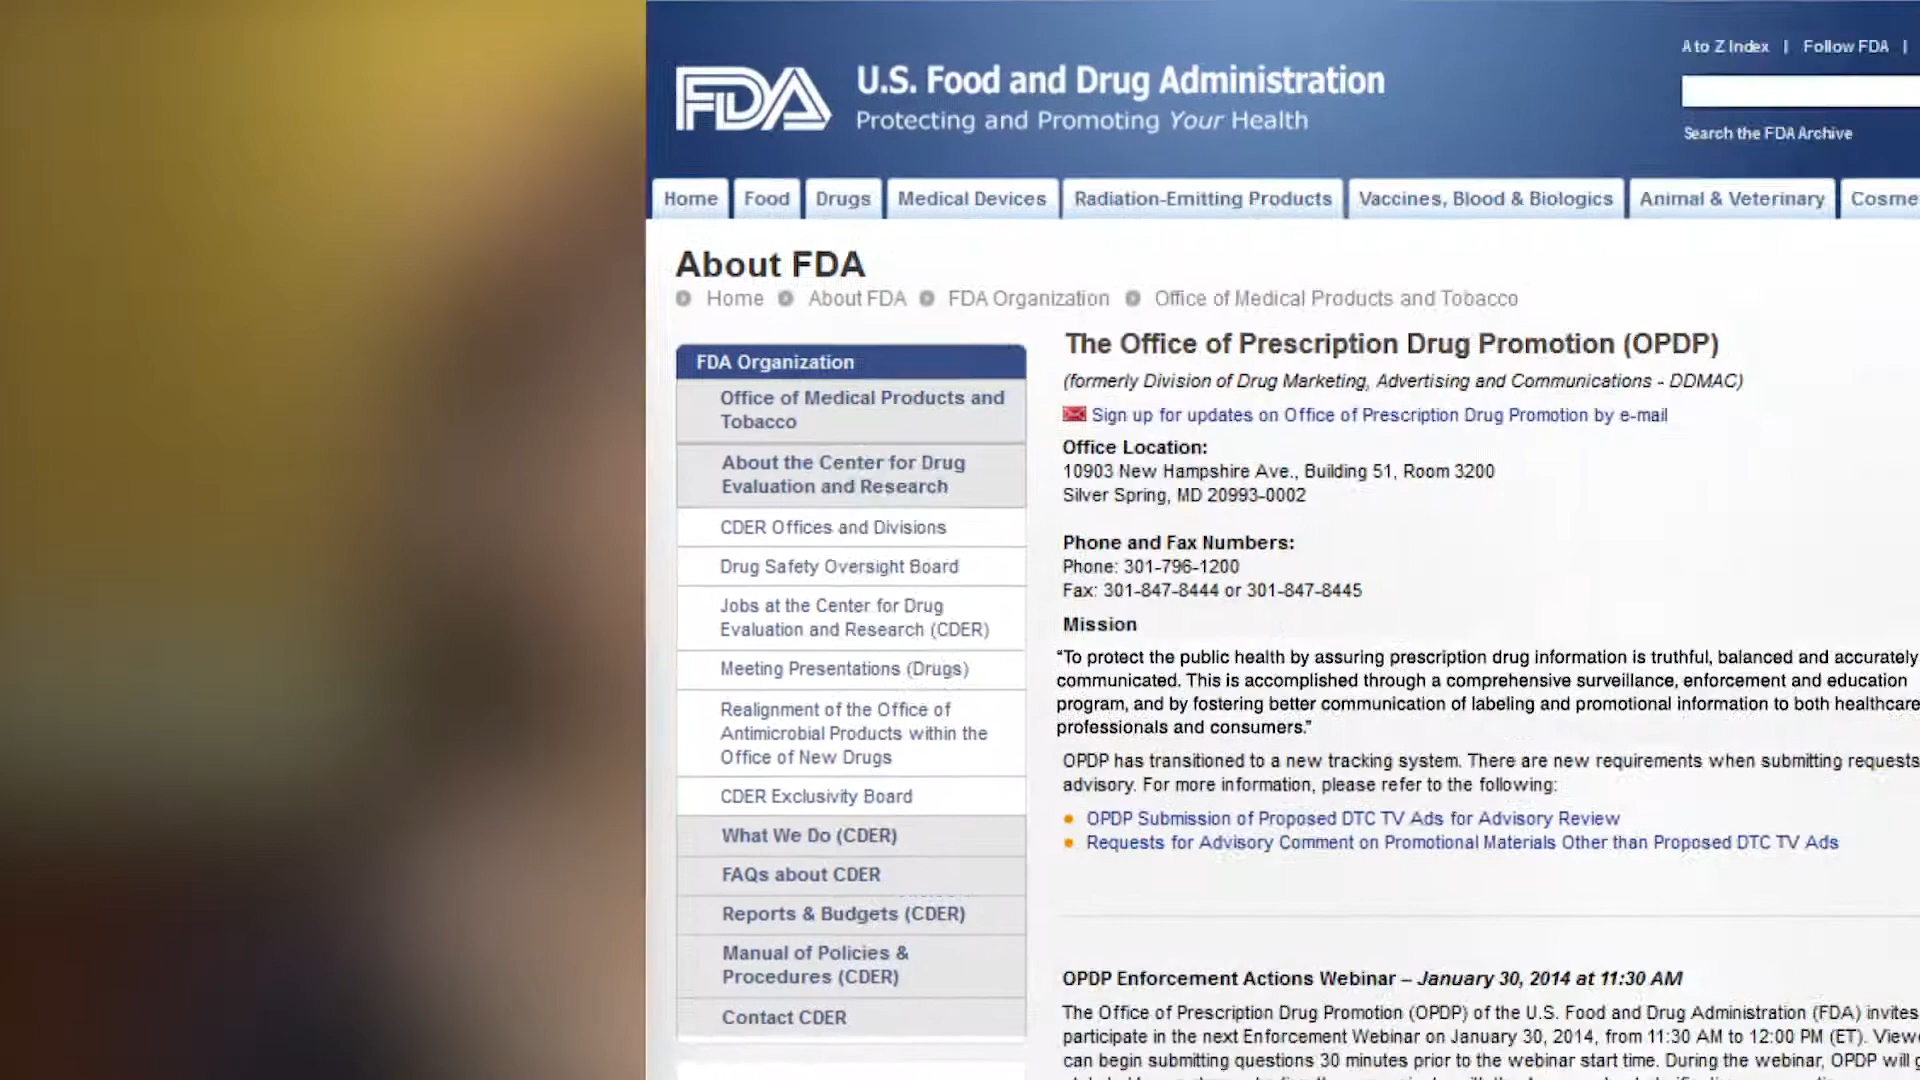 A to Z Index | Follow FDA |
FDA U.S. Food and Drug Administration
Protecting and Promoting Your Health
Search the FDA Archive
Home Food Drugs Medical Devices Radiation-Emitting Products Vaccines, Blood & Biologics Animal & Veterinary Cosme
About FDA
Home About FDA FDA Organization Office of Medical Products and Tobacco
FDA Organization
Office of Medical Products and
Tobacco
About the Center for Drug
Evaluation and Research
CDER Offices and Divisions
Drug Safety Oversight Board
Jobs at the Center for Drug
Evaluation and Research (CDER)
Meeting Presentations (Drugs)
Realignment of the Office of
Antimicrobial Products within the
Office of New Drugs
CDER Exclusivity Board
What We Do (CDER)
FAQs about CDER
Reports & Budgets (CDER)
Manual of Policies &
Procedures (CDER)
Contact CDER
The Office of Prescription Drug Promotion (OPDP)
(formerly Division of Drug Marketing, Advertising and Communications - DDMAC)
Sign up for updates on Office of Prescription Drug Promotion by e-mail
Office Location:
10903 New Hampshire Ave., Building 51, Room 3200
Silver Spring, MD 20993-0002
Phone and Fax Numbers:
Phone: 301-796-1200
Fax: 301-847-8444 or 301-847-8445
Mission
“To protect the public health by assuring prescription drug information is truthful, balanced and accurately
communicated. This is accomplished through a comprehensive surveillance, enforcement and education
program, and by fostering better communication of labeling and promotional information to both healthcare
professionals and consumers.”
OPDP has transitioned to a new tracking system. There are new requirements when submitting requests
advisory. For more information, please refer to the following:
OPDP Submission of Proposed DTC TV Ads for Advisory Review
Requests for Advisory Comment on Promotional Materials Other than Proposed DTC TV Ads
OPDP Enforcement Actions Webinar – January 30, 2014 at 11:30 AM
The Office of Prescription Drug Promotion (OPDP) of the U.S. Food and Drug Administration (FDA) invites
participate in the next Enforcement Webinar on January 30, 2014, from 11:30 AM to 12:00 PM (ET). Viewe
can begin submitting questions 30 minutes prior to the webinar start time. During the webinar, OPDP will